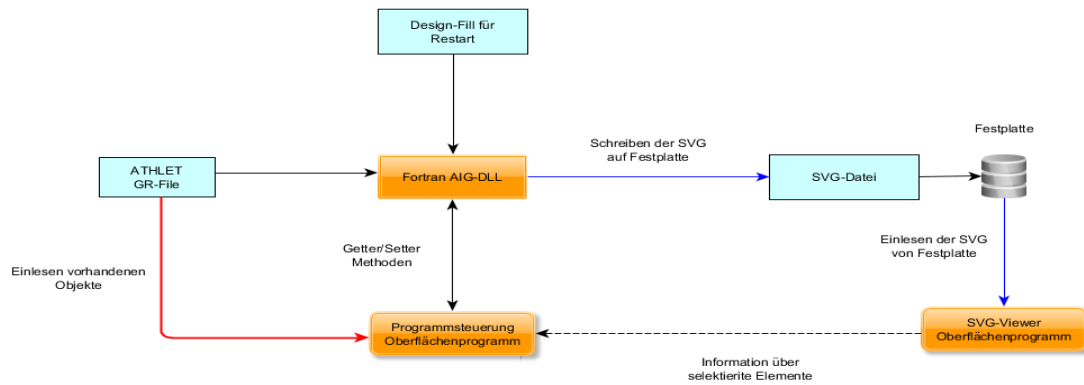 Design-Fill für
Restart
Schreiben der SVG
auf Festplatte
Festplatte
ATHLET
GR-File
Fortran AIG-DLL
SVG-Datei
Getter/Setter
Methoden
Einlesen der SVG
von Festplatte
Einlesen vorhandenen
Objekte
Programmsteuerung
Oberflächenprogramm
SVG-Viewer
Oberflächenprogramm
Information über
selektierite Elemente